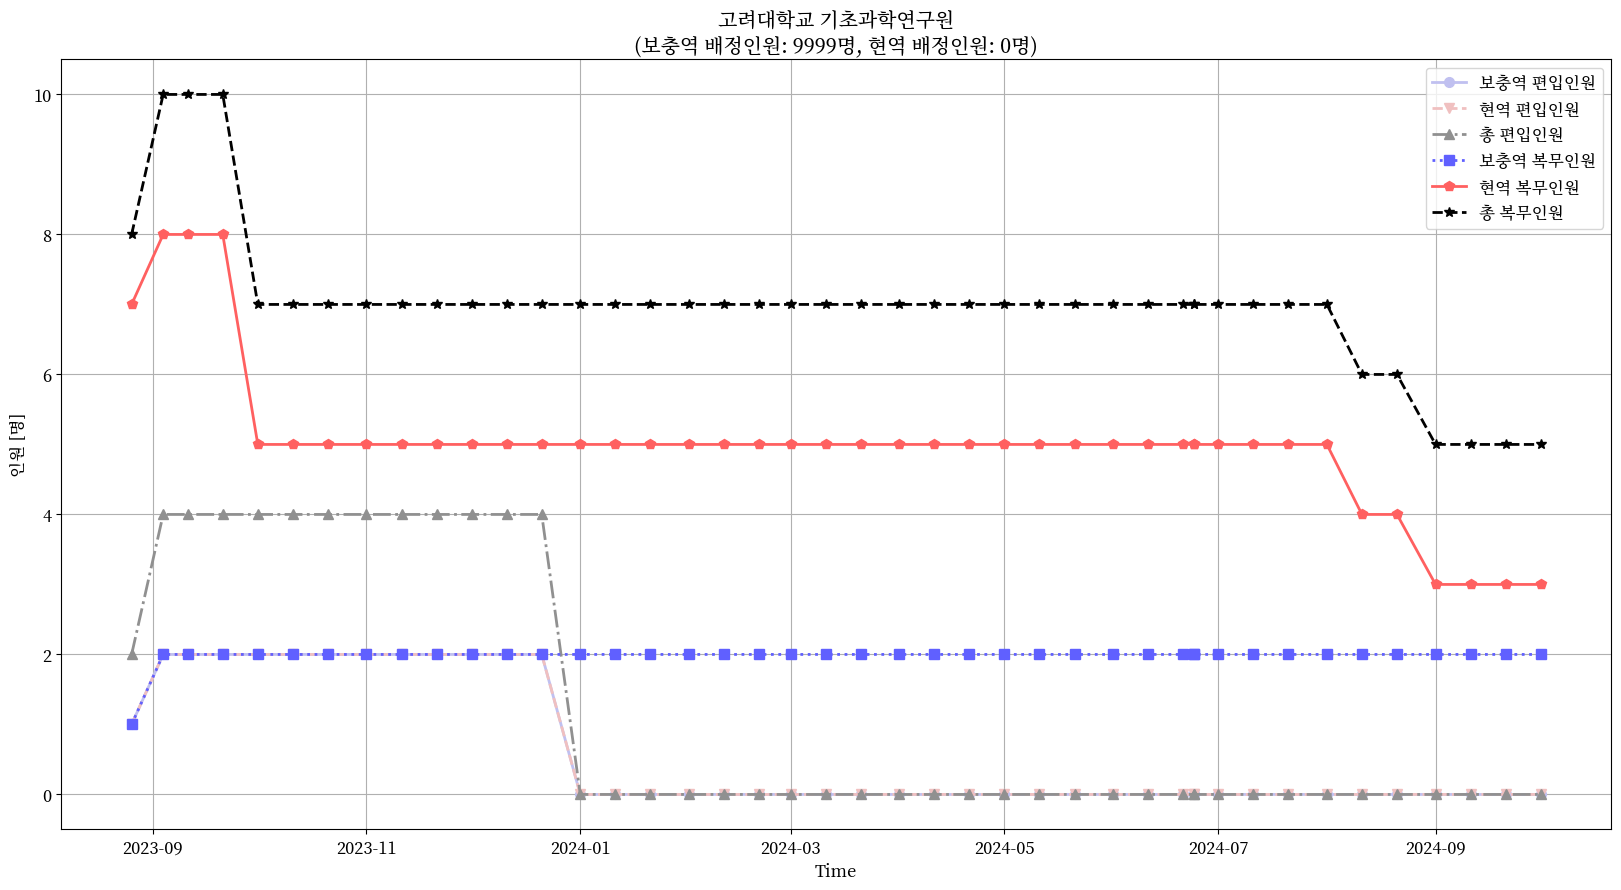 고려대학교 기초과학연구원
(보충역 배정인원: 9999명, 현역 배정인원: 0명)
보충역 편입인원
현역 편입인원
총 편입인원
보충역 복무인원
현역 복무인원
총 복무인원
10
8
6
4
2
0
인원 [명]
2023-09
2023-11
2024-01
2024-03
2024-05
2024-07
2024-09
Time